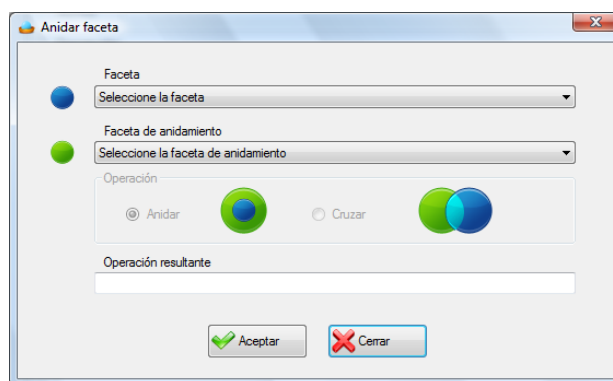 Anidar faceta
Faceta
Seleccione la faceta
Faceta de anidamiento
Seleccione la faceta de anidamiento
Operación
Anidar
Cruzar
Operación resultante
Aceptar
Cerrar